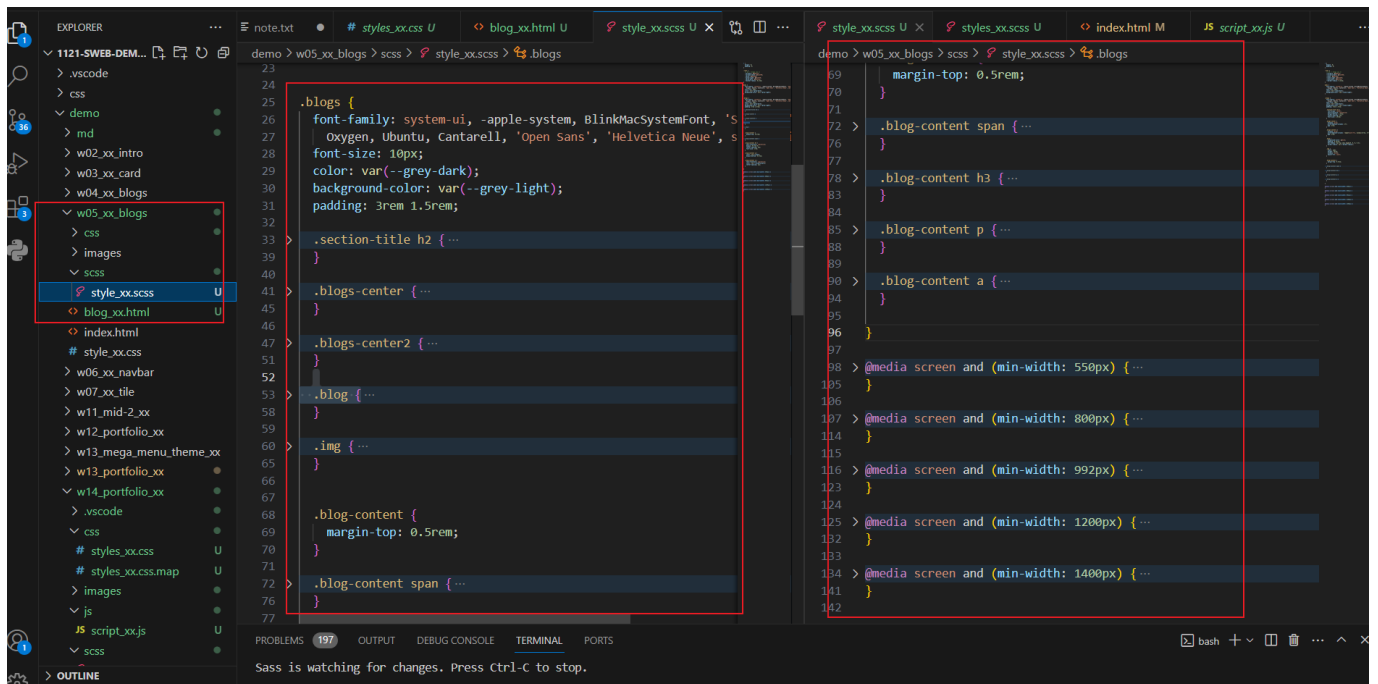 EXPLORER
1121-SWEB-DEM...
.vscode
css
demo
md
w02_xx_intro
w03_xx_card
w04_xx_blogs
w05_xx_blogs
css
images
scss
style_xx.scss U
blog_xx.html U
index.html
# style_xx.css
w06_xx_navbar
w07_xx_tile
w11_mid-2_xx
w12_portfolio_xx
w13_mega_menu_theme_xx
w13_portfolio_xx
w14_portfolio_xx
.vscode
css
# styles_xx.css U
# styles_xx.css.map U
images
js
JS script_xx.js U
scss
OUTLINE
1
36
3
1
note.txt # styles_xx.css U blog_xx.html U style_xx.scss U
demo > w05_xx_blogs > scss > style_xx.scss > .blogs
23
24
25 .blogs {
26 font-family: system-ui, -apple-system, BlinkMacSystemFont, 'S
27 Oxygen, Ubuntu, Cantarell, 'Open Sans', 'Helvetica Neue', s
28 font-size: 10px;
29 color: var(--grey-dark);
30 background-color: var(--grey-light);
31 padding: 3rem 1.5rem;
32
33 > .section-title h2 { ...
39 }
40
41 > .blogs-center { ...
45 }
46
47 > .blogs-center2 { ...
51 }
52
53 > .blog { ...
58 }
59
60 > .img { ...
65 }
66
67
68 .blog-content {
69 margin-top: 0.5rem;
70 }
71
72 > .blog-content span { ...
76 }
77
style_xx.scss U styles_xx.scss U index.html M JS script_xx.js U
demo > w05_xx_blogs > scss > style_xx.scss > .blogs
69 margin-top: 0.5rem;
70 }
71
72 > .blog-content span { ...
76 }
77
78 > .blog-content h3 { ...
83 }
84
85 > .blog-content p { ...
88 }
89
90 > .blog-content a { ...
94 }
95
96 }
97
98 > @media screen and (min-width: 550px) { ...
105 }
106
107 > @media screen and (min-width: 800px) { ...
114 }
115
116 > @media screen and (min-width: 992px) { ...
123 }
124
125 > @media screen and (min-width: 1200px) { ...
132 }
133
134 > @media screen and (min-width: 1400px) { ...
141 }
142
PROBLEMS 197 OUTPUT DEBUG CONSOLE TERMINAL PORTS
bash
Sass is watching for changes. Press Ctrl-C to stop.